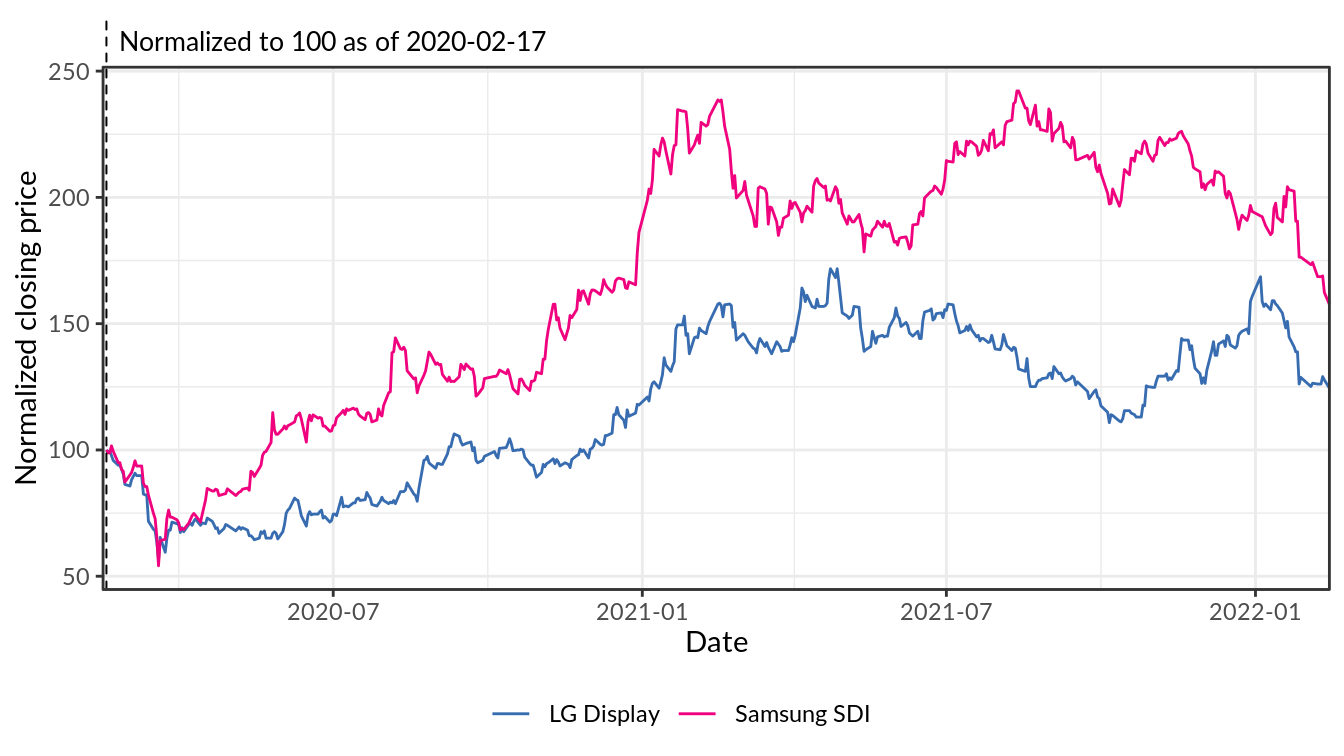 Normalized to 100 as of 2020-02-17
250
200
150
100
50
Normalized closing price
2020-07
2021-01
2021-07
2022-01
Date
LG Display
Samsung SDI